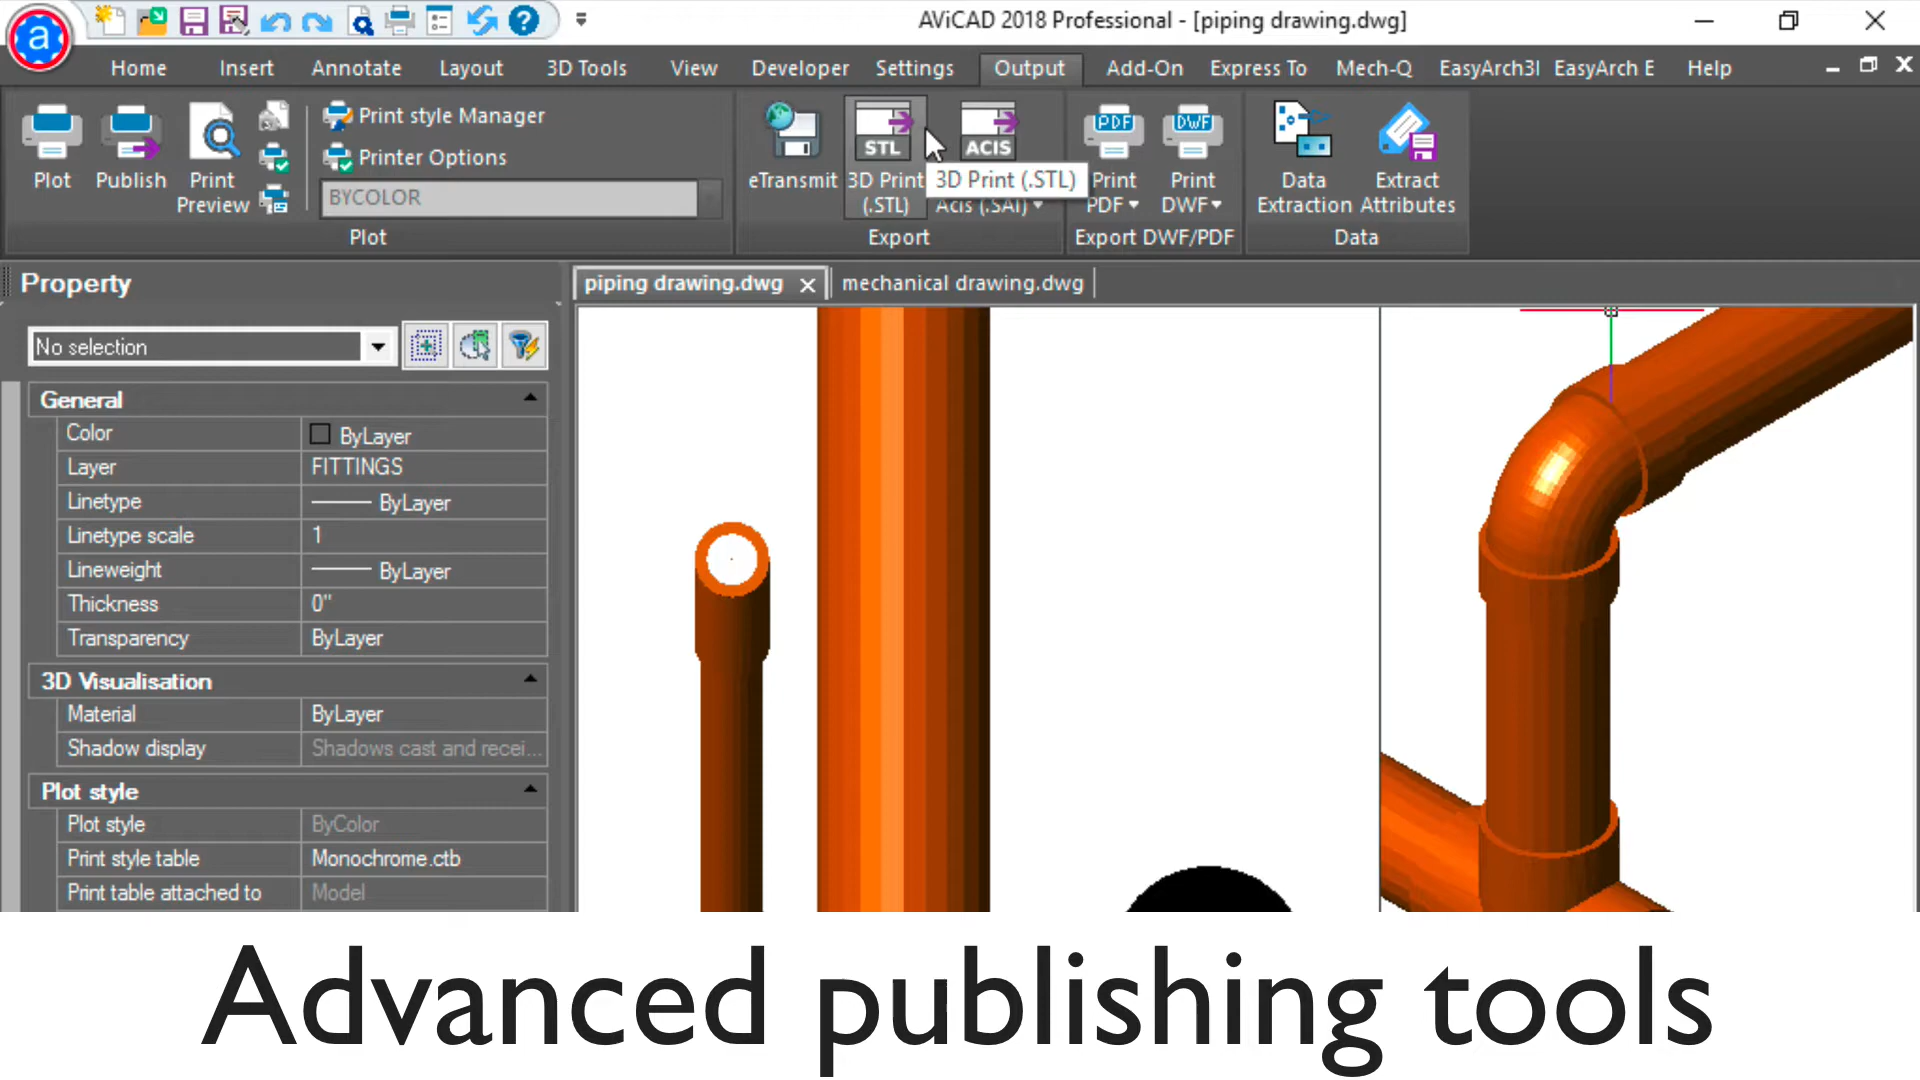 a
AViCAD 2018 Professional - [piping drawing.dwg]
Home Insert Annotate Layout 3D Tools View Developer Settings Output Add-On Express To Mech-Q EasyArch3I EasyArch E Help
Print style Manager
Printer Options
BYCOLOR
Plot Publish Print Preview
Plot
STL ACIS
eTransmit 3D Print (.STL) Acis (.SAT)
3D Print (.STL)
Export
PDF DWF
Print PDF Print DWF
Export DWF/PDF
Data Extraction Extract Attributes
Data
Property
piping drawing.dwg
mechanical drawing.dwg
No selection
General
Color ByLayer
Layer FITTINGS
Linetype ByLayer
Linetype scale 1
Lineweight ByLayer
Thickness 0"
Transparency ByLayer
3D Visualisation
Material ByLayer
Shadow display Shadows cast and recei...
Plot style
Plot style ByColor
Print style table Monochrome.ctb
Print table attached to Model
Advanced publishing tools